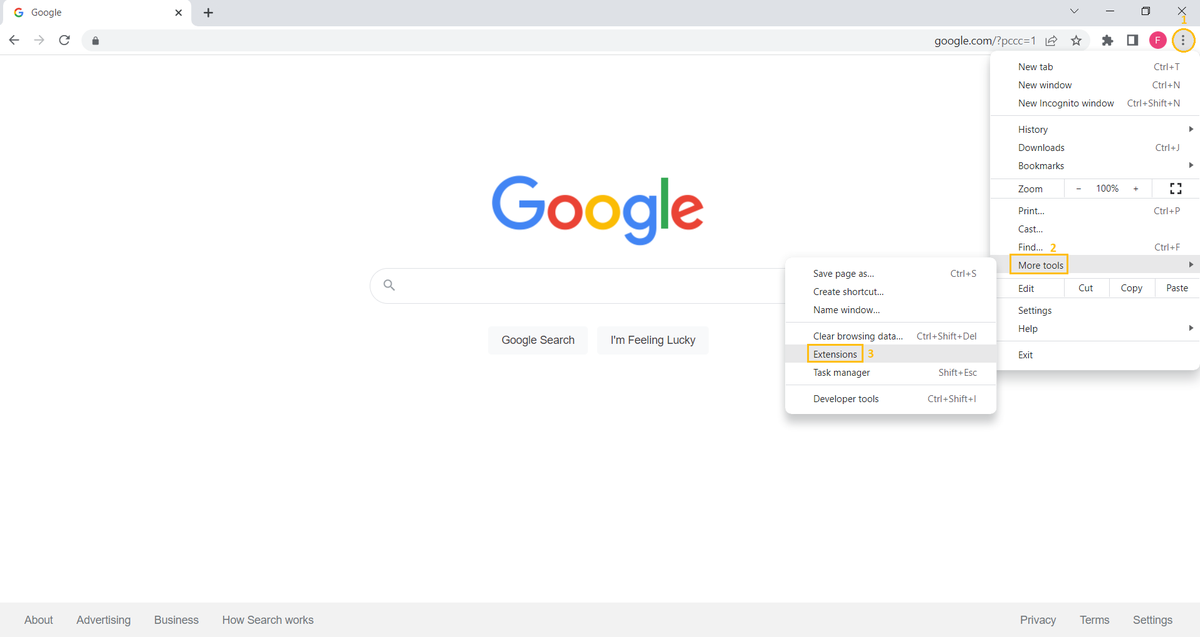 Google
google.com/?pccc=1
F
1
New tab Ctrl+T
New window Ctrl+N
New Incognito window Ctrl+Shift+N
History
Downloads Ctrl+J
Bookmarks
Zoom - 100% +
Print... Ctrl+P
Cast...
Find... 2 Ctrl+F
More tools
Edit Cut Copy Paste
Settings
Help
Exit
Save page as... Ctrl+S
Create shortcut...
Name window...
Clear browsing data... Ctrl+Shift+Del
Extensions 3
Task manager Shift+Esc
Developer tools Ctrl+Shift+I
Google
Google Search I'm Feeling Lucky
About Advertising Business How Search works Privacy Terms Settings